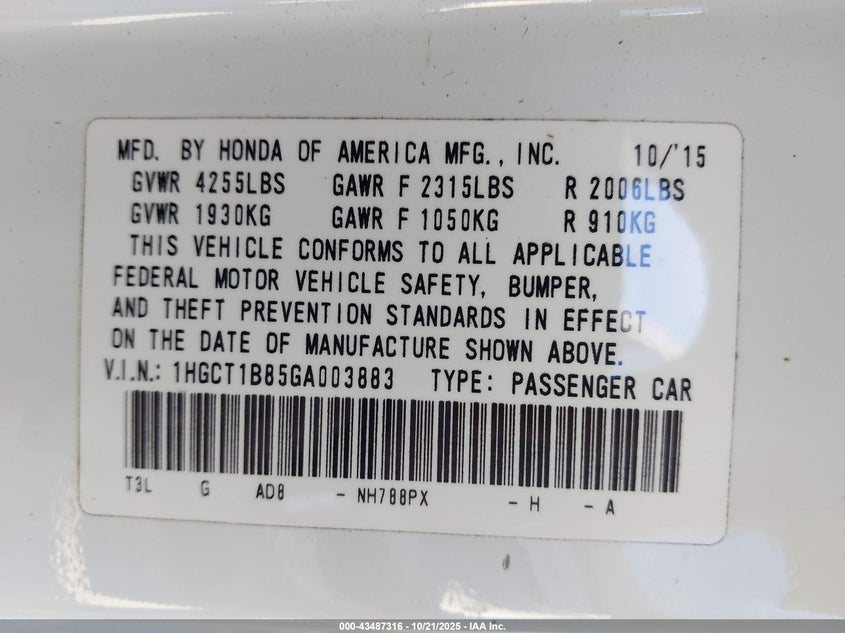 MFD. BY HONDA OF AMERICA MFG., INC. 10/'15
GVWR 4255LBS GAWR F 2315LBS R 2006LBS
GVWR 1930KG GAWR F 1050KG R 910KG
THIS VEHICLE CONFORMS TO ALL APPLICABLE
FEDERAL MOTOR VEHICLE SAFETY, BUMPER,
AND THEFT PREVENTION STANDARDS IN EFFECT
ON THE DATE OF MANUFACTURE SHOWN ABOVE.
V.I.N.: 1HGCT1B85GA003883 TYPE: PASSENGER CAR
T3L G AD8 - NH788PX - H - A
000-43487316 - 10/21/2025 - IAA Inc.